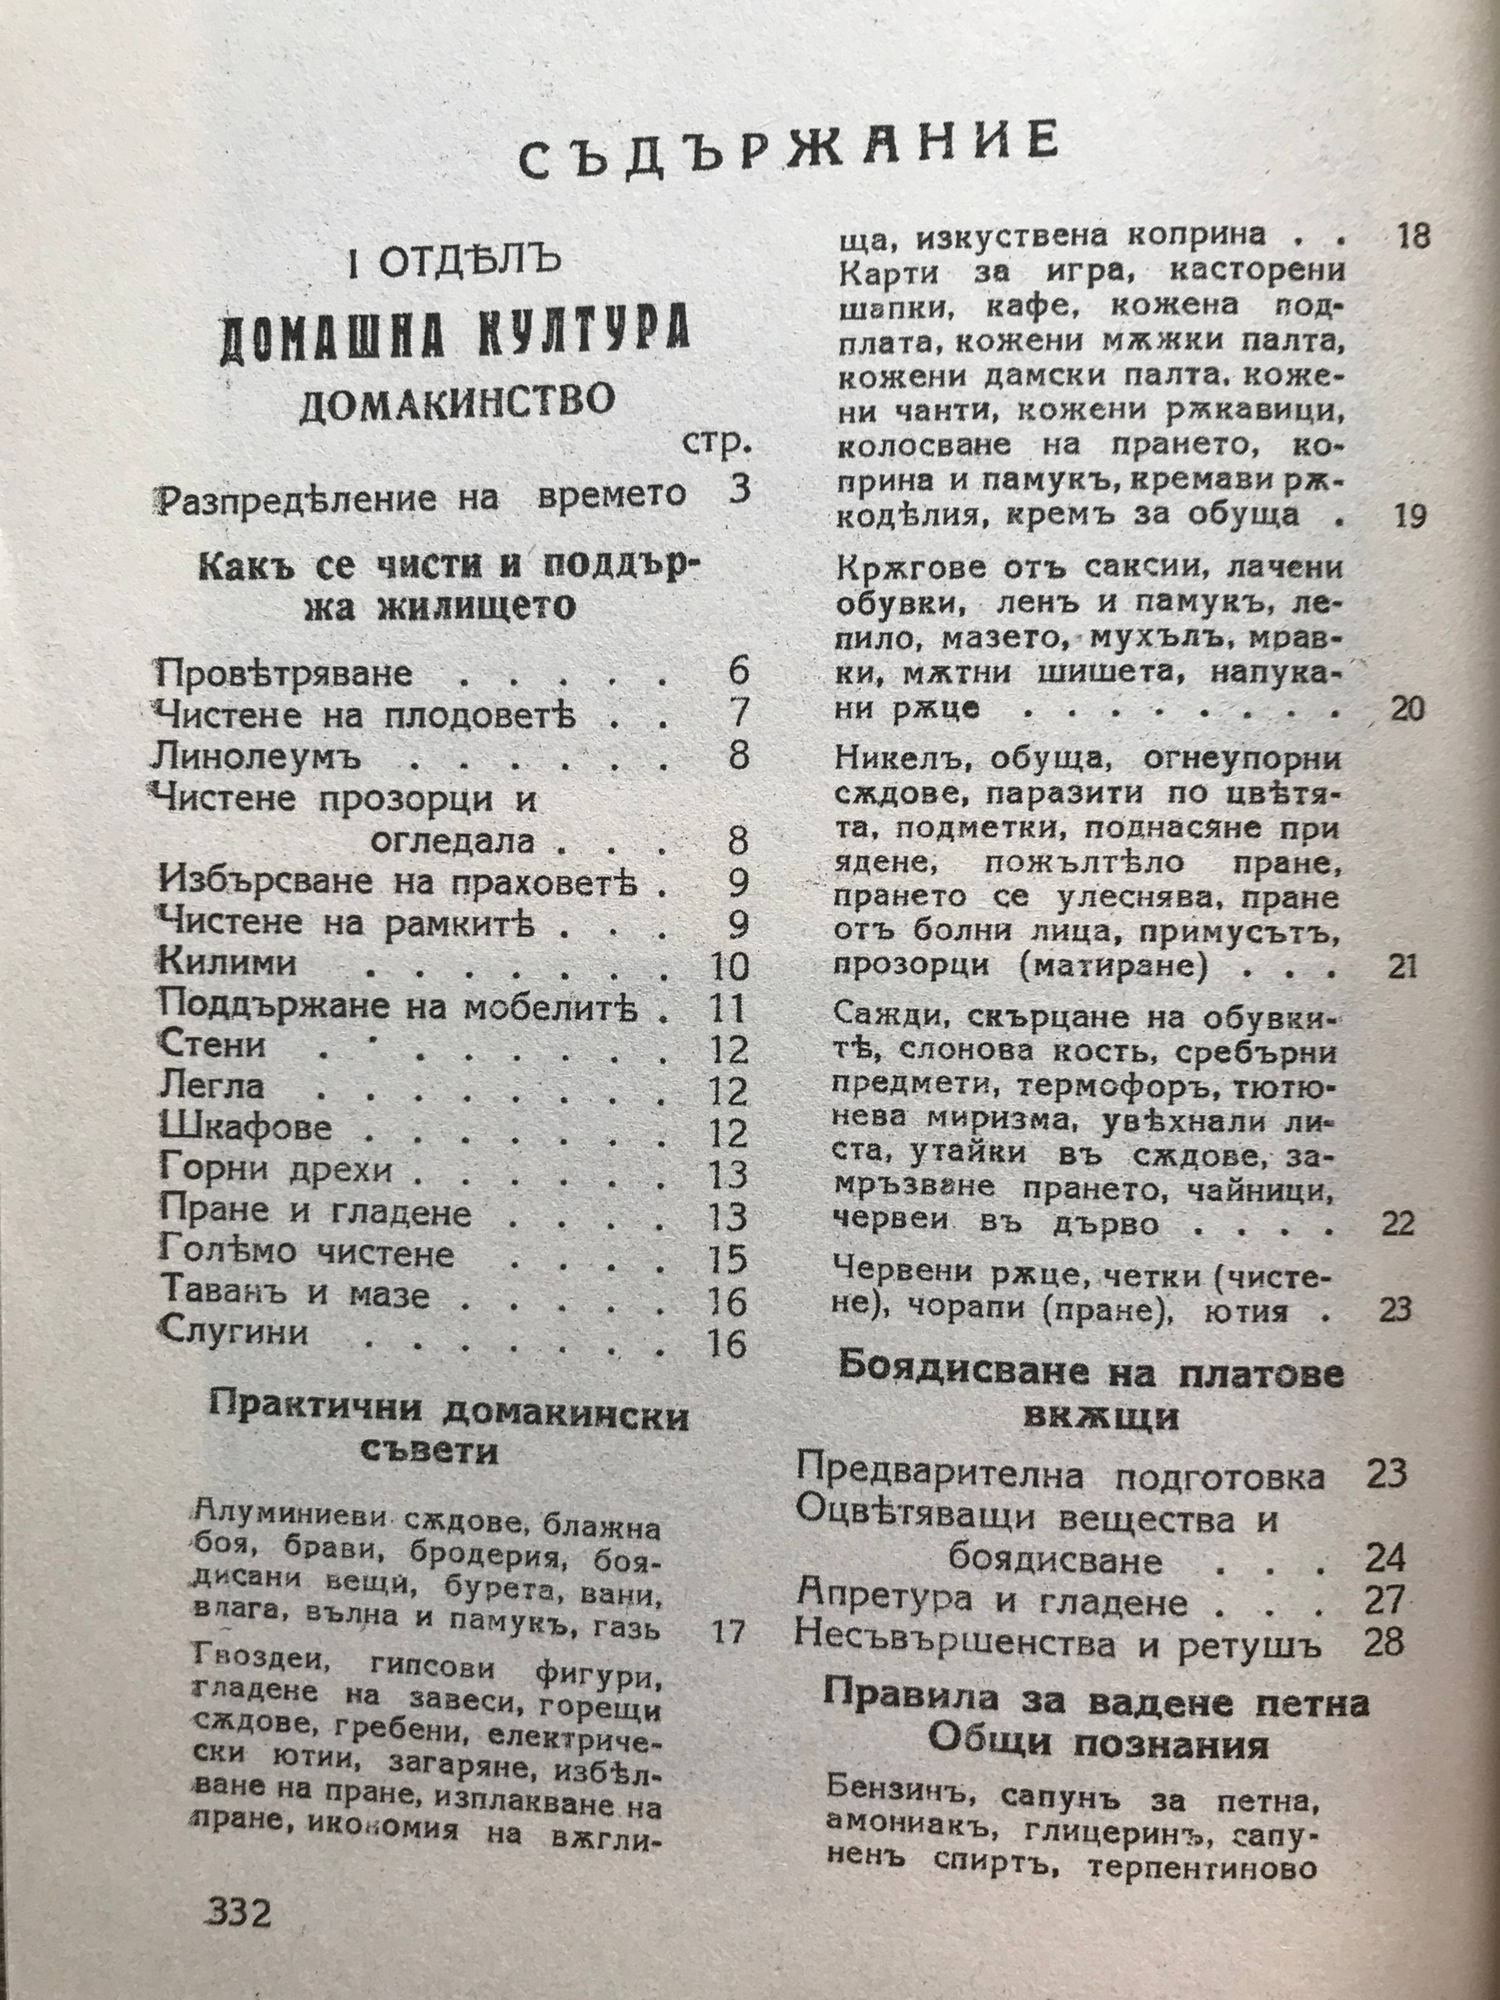 СЪДЪРЖАНИЕ
I ОТДѢЛЪ
ДОМАШНА КУЛТУРА
ДОМАКИНСТВО
стр.
Разпредѣление на времето 3
Какъ се чисти и поддър-
жа жилището
Провѣтряване . . . . . 6
Чистене на плодоветѣ . . 7
Линолеумъ . . . . . . 8
Чистене прозорци и
огледала . . . 8
Избърсване на праховетѣ . 9
Чистене на рамкитѣ . . . 9
Килими . . . . . . . 10
Поддържане на мобелитѣ . 11
Стени . . . . . . . . 12
Легла . . . . . . . . 12
Шкафове . . . . . . . 12
Горни дрехи . . . . . . 13
Пране и гладене . . . . 13
Голѣмо чистене . . . . 15
Таванъ и мазе . . . . . 16
Слугини . . . . . . . 16
Практични домакински
съвети
Алуминиеви сѫдове, блажна
боя, брави, бродерия, боя-
дисани вещи, бурета, вани,
влага, вълна и памукъ, газь 17
Гвоздеи, гипсови фигури,
гладене на завеси, горещи
сѫдове, гребени, електриче-
ски ютии, загаряне, избѣл-
ване на пране, изплакване на
пране, икономия на вѫгли-
332
ща, изкуствена коприна . . 18
Карти за игра, касторени
шапки, кафе, кожена под-
плата, кожени мѫжки палта,
кожени дамски палта, коже-
ни чанти, кожени рѫкавици,
колосване на прането, ко-
прина и памукъ, кремави рѫ-
кодѣлия, кремъ за обуща . 19
Крѫгове отъ саксии, лачени
обувки, ленъ и памукъ, ле-
пило, мазето, мухълъ, мрав-
ки, мѫтни шишета, напука-
ни рѫце . . . . . . . . 20
Никелъ, обуща, огнеупорни
сѫдове, паразити по цвѣтя-
та, подметки, поднасяне при
ядене, пожълтѣло пране,
прането се улеснява, пране
отъ болни лица, примусътъ,
прозорци (матиране) . . . 21
Сажди, скърцане на обувки-
тѣ, слонова кость, сребърни
предмети, термофоръ, тютю-
нева миризма, увѣхнали ли-
ста, утайки въ сѫдове, за-
мръзване прането, чайници,
червеи въ дърво . . . . 22
Червени рѫце, четки (чисте-
не), чорапи (пране), ютия . 23
Боядисване на платове
вкѫщи
Предварителна подготовка 23
Оцвѣтяващи вещества и
боядисване . . . 24
Апретура и гладене . . . 27
Несъвършенства и ретушъ 28
Правила за вадене петна
Общи познания
Бензинъ, сапунъ за петна,
амониакъ, глицеринъ, сапу-
ненъ спиртъ, терпентиново